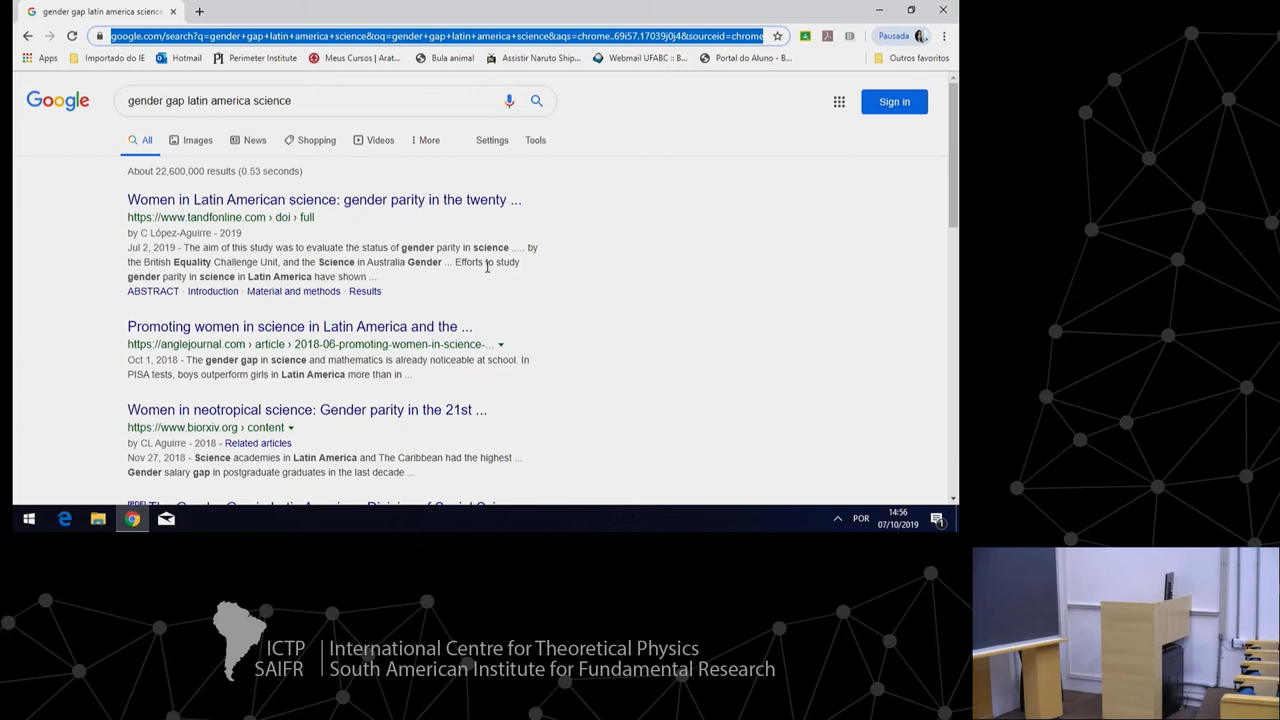 gender gap latin america science
google.com/search?q=gender+gap+latin+america+science&oq=gender+gap+latin+america+science&aqs=chrome..69i57.17039j0j4&sourceid=chrome
Pausada
Apps
Importado do IE
Hotmail
Perimeter Institute
Meus Cursos | Arat...
Bula animal
Assistir Naruto Ship...
Webmail UFABC :: B...
Portal do Aluno - B...
Outros favoritos
Google
gender gap latin america science
Sign in
All Images News Shopping Videos More Settings Tools
About 22,600,000 results (0.53 seconds)
Women in Latin American science: gender parity in the twenty ...
https://www.tandfonline.com › doi › full
by C López-Aguirre - 2019
Jul 2, 2019 - The aim of this study was to evaluate the status of gender parity in science ..... by
the British Equality Challenge Unit, and the Science in Australia Gender ... Efforts to study
gender parity in science in Latin America have shown ...
ABSTRACT · Introduction · Material and methods · Results
Promoting women in science in Latin America and the ...
https://anglejournal.com › article › 2018-06-promoting-women-in-science-...
Oct 1, 2018 - The gender gap in science and mathematics is already noticeable at school. In
PISA tests, boys outperform girls in Latin America more than in ...
Women in neotropical science: Gender parity in the 21st ...
https://www.biorxiv.org › content
by CL Aguirre - 2018 - Related articles
Nov 27, 2018 - Science academies in Latin America and The Caribbean had the highest ...
Gender salary gap in postgraduate graduates in the last decade ...
POR
14:56
07/10/2019
ICTP
SAIFR
International Centre for Theoretical Physics
South American Institute for Fundamental Research